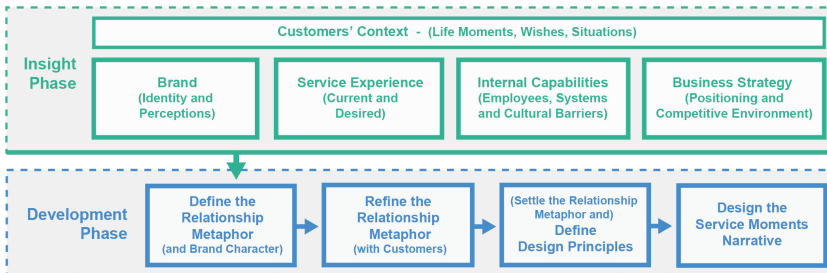 Customers’ Context - (Life Moments, Wishes, Situations)
Insight
Phase
Brand
(Identity and
Perceptions)
Service Experience
(Current and
Desired)
Internal Capabilities
(Employees, Systems
and Cultural Barriers)
Business Strategy
(Positioning and
Competitive Environment)
Development
Phase
Define the
Relationship
Metaphor
(and Brand Character)
Refine the
Relationship
Metaphor
(with Customers)
(Settle the Relationship
Metaphor and)
Define
Design Principles
Design the
Service Moments
Narrative